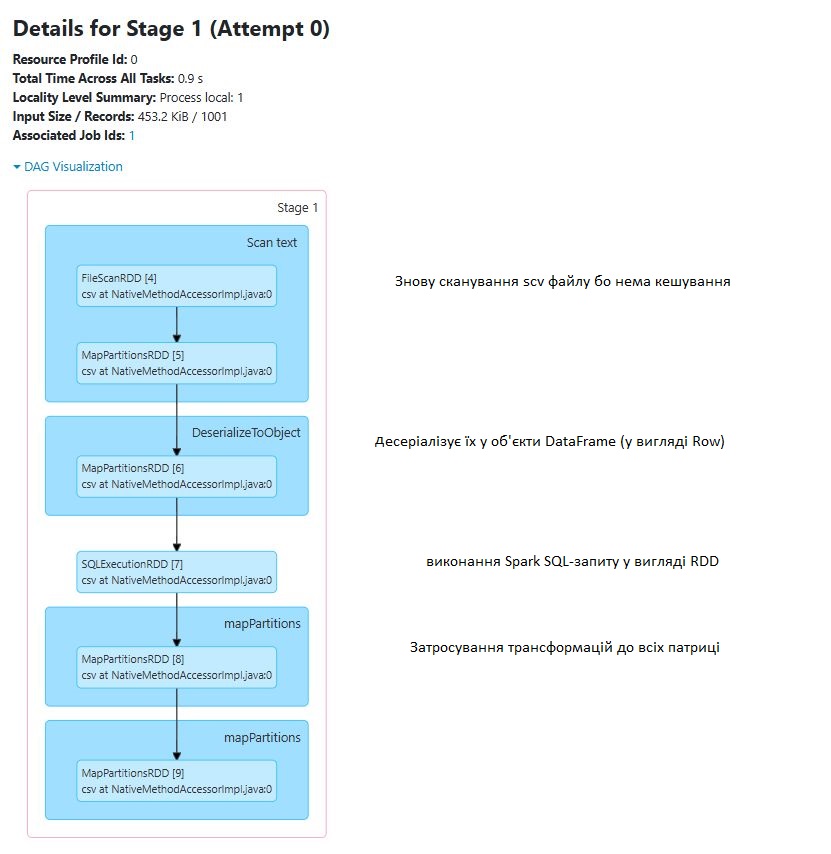 Details for Stage 1 (Attempt 0)
Resource Profile Id: 0
Total Time Across All Tasks: 0.9 s
Locality Level Summary: Process local: 1
Input Size / Records: 453.2 KiB / 1001
Associated Job Ids: 1
DAG Visualization
Stage 1
Scan text
FileScanRDD [4]
csv at NativeMethodAccessorImpl.java:0
Знову сканування scv файлу бо нема кешування
MapPartitionsRDD [5]
csv at NativeMethodAccessorImpl.java:0
DeserializeToObject
Десеріалізує їх у об'єкти DataFrame (у вигляді Row)
MapPartitionsRDD [6]
csv at NativeMethodAccessorImpl.java:0
SQLExecutionRDD [7]
csv at NativeMethodAccessorImpl.java:0
виконання Spark SQL-запиту у вигляді RDD
mapPartitions
Затросування трансформацій до всіх патриці
MapPartitionsRDD [8]
csv at NativeMethodAccessorImpl.java:0
mapPartitions
MapPartitionsRDD [9]
csv at NativeMethodAccessorImpl.java:0